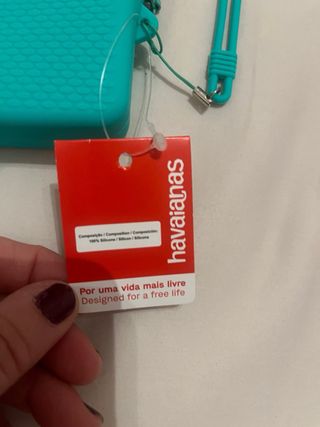 havaianas
Composição / Composition / Composición:
100% Silicone / Silicon / Silicona
Por uma vida mais livre
Designed for a free life